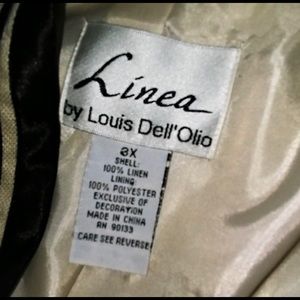 Linea
by Louis Dell'Olio
3X
SHELL:
100% LINEN
LINING:
100% POLYESTER
EXCLUSIVE OF
DECORATION
MADE IN CHINA
RN 90133
CARE SEE REVERSE